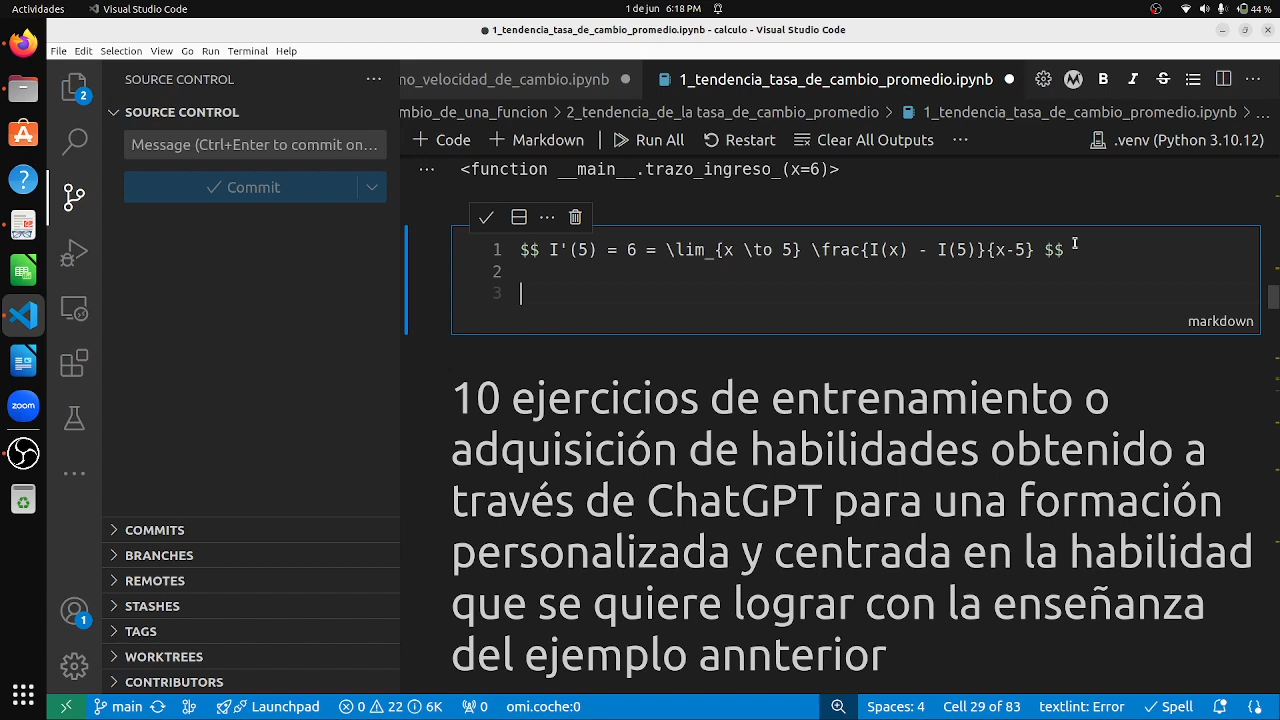 Actividades
Visual Studio Code
1 de jun 6:18 PM
44 %
1_tendencia_tasa_de_cambio_promedio.ipynb - calculo - Visual Studio Code
File Edit Selection View Go Run Terminal Help
SOURCE CONTROL
no_velocidad_de_cambio.ipynb
1_tendencia_tasa_de_cambio_promedio.ipynb
2
SOURCE CONTROL
mbio_de_una_funcion > 2_tendencia_de_la tasa_de_cambio_promedio > 1_tendencia_tasa_de_cambio_promedio.ipynb > ...
Message (Ctrl+Enter to commit on...
Code Markdown Run All Restart Clear All Outputs ... .venv (Python 3.10.12)
Commit
<function __main__.trazo_ingreso_(x=6)>
1 $$ I'(5) = 6 = \lim_{x \to 5} \frac{I(x) - I(5)}{x-5} $$
2
3
markdown
10 ejercicios de entrenamiento o
adquisición de habilidades obtenido a
través de ChatGPT para una formación
personalizada y centrada en la habilidad
que se quiere lograr con la enseñanza
del ejemplo annterior
zoom
COMMITS
BRANCHES
REMOTES
STASHES
TAGS
WORKTREES
CONTRIBUTORS
1
main Launchpad 0 22 6K 0 omi.coche:0 Spaces: 4 Cell 29 of 83 textlint: Error Spell